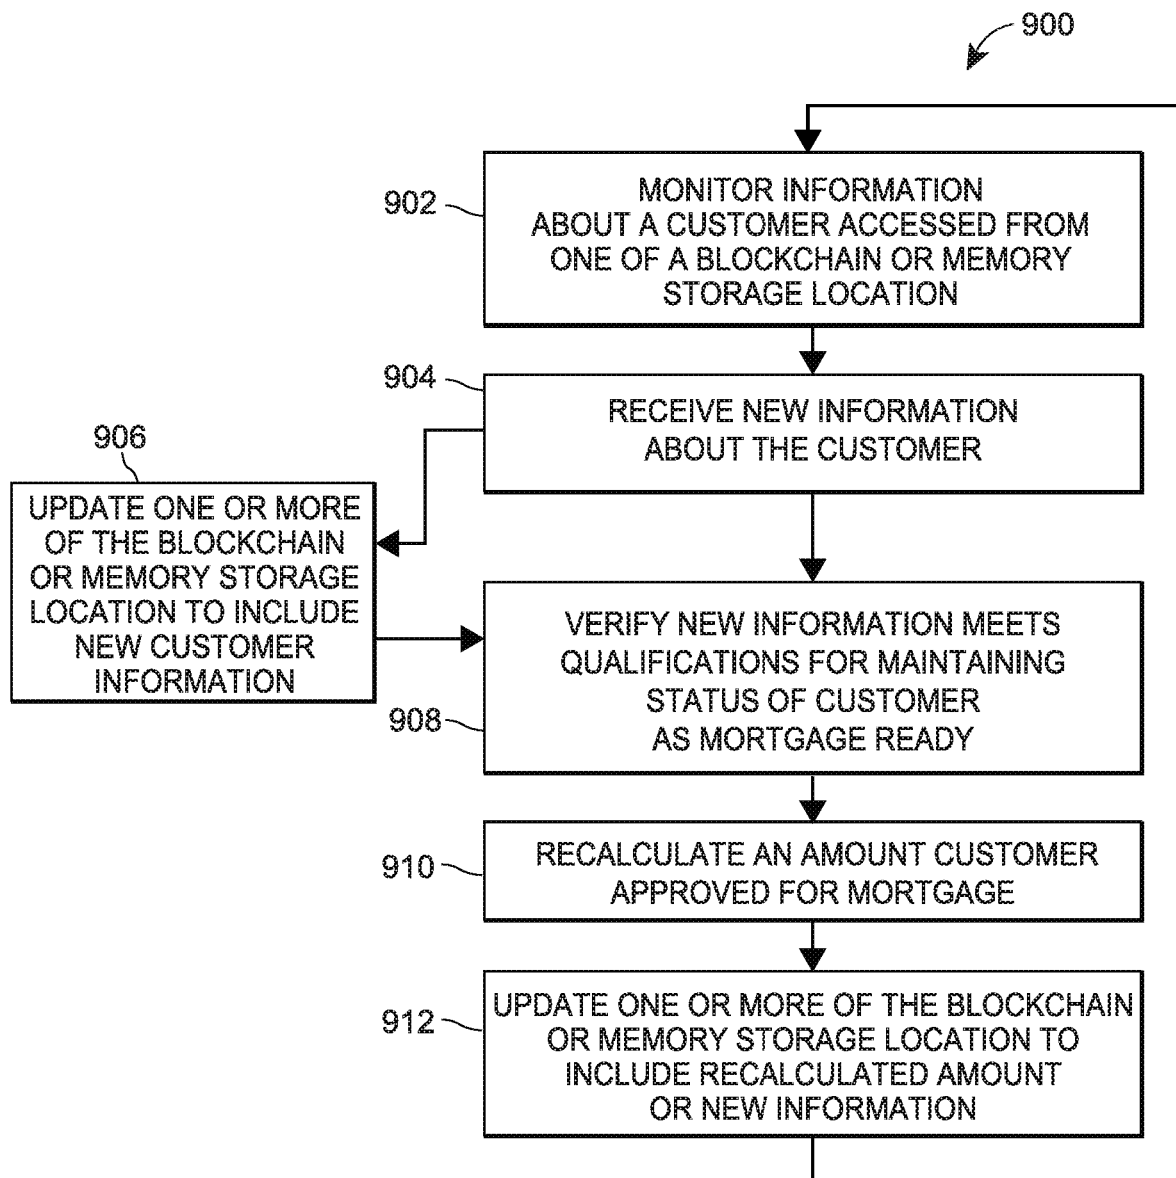 900
902
MONITOR INFORMATION
ABOUT A CUSTOMER ACCESSED FROM
ONE OF A BLOCKCHAIN OR MEMORY
STORAGE LOCATION
904
RECEIVE NEW INFORMATION
ABOUT THE CUSTOMER
906
UPDATE ONE OR MORE
OF THE BLOCKCHAIN
OR MEMORY STORAGE
LOCATION TO INCLUDE
NEW CUSTOMER
INFORMATION
908
VERIFY NEW INFORMATION MEETS
QUALIFICATIONS FOR MAINTAINING
STATUS OF CUSTOMER
AS MORTGAGE READY
910
RECALCULATE AN AMOUNT CUSTOMER
APPROVED FOR MORTGAGE
912
UPDATE ONE OR MORE OF THE BLOCKCHAIN
OR MEMORY STORAGE LOCATION TO
INCLUDE RECALCULATED AMOUNT
OR NEW INFORMATION